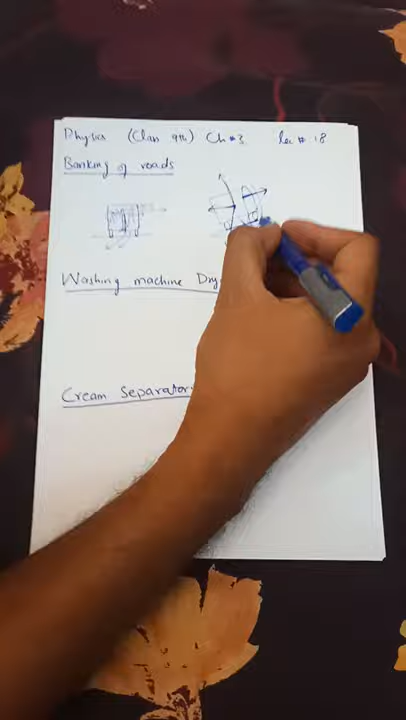 Physics (Class 9th) Ch # 3 Lec # 18
Banking of roads
Washing machine Dry
Cream Separator